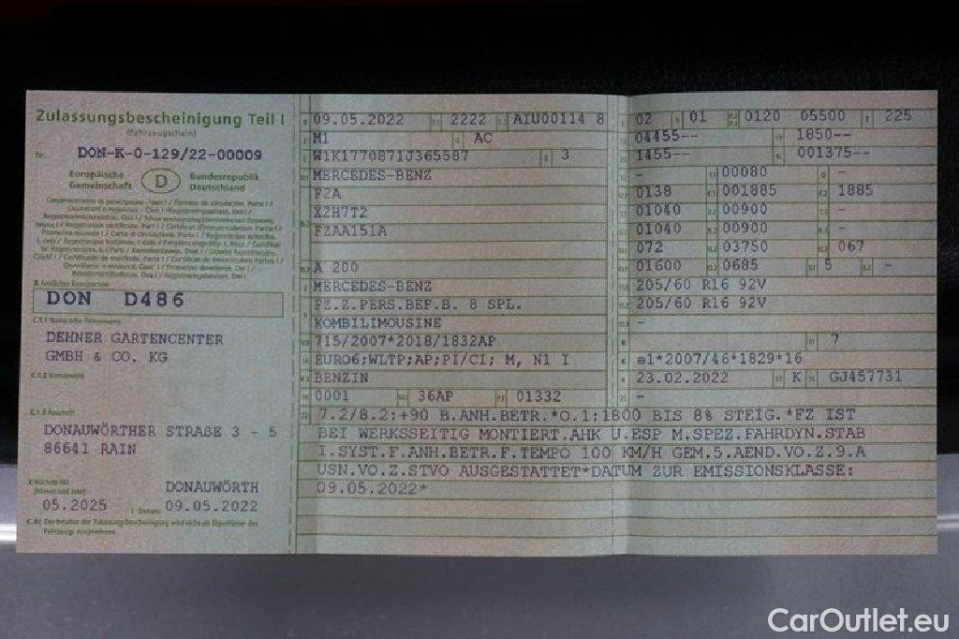 Zulassungsbescheinigung Teil I
(Fahrzeugschein)
Nr. DON-K-0-129/22-00009
Europäische Gemeinschaft D Bundesrepublik Deutschland
DON D486
DEHNER GARTENCENTER
GMBH & CO. KG
DONAUWÖRTHER STRAßE 3 - 5
86641 RAIN
DONAUWÖRTH
05.2025 09.05.2022
09.05.2022 2222 AIU00114 8
M1 AC
W1K1770871J365587 3
MERCEDES-BENZ
F2A
X2H7T2
FZAA151A
A 200
MERCEDES-BENZ
FZ.Z.PERS.BEF.B. 8 SPL.
KOMBILIMOUSINE
715/2007*2018/1832AP
EURO6;WLTP;AP;PI/CI; M, N1 I
BENZIN
0001 36AP 01332
02 01 0120 05500 225
04455-- 1850--
1455-- 001375--
- 00080 -
0138 001885 1885
01040 00900 -
01040 00900 -
072 03750 067
01600 0685 5 -
205/60 R16 92V
205/60 R16 92V
-
7
e1*2007/46*1829*16
23.02.2022 K GJ457731
-
7.2/8.2:+90 B.ANH.BETR.*O.1:1800 BIS 8% STEIG.*FZ IST
BEI WERKSSEITIG MONTIERT.AHK U.ESP M.SPEZ.FAHRDYN.STAB
I.SYST.F.ANH.BETR.F.TEMPO 100 KM/H GEM.5.AEND.VO.Z.9.A
USN.VO.Z.STVO AUSGESTATTET*DATUM ZUR EMISSIONSKLASSE:
09.05.2022*
CarOutlet.eu